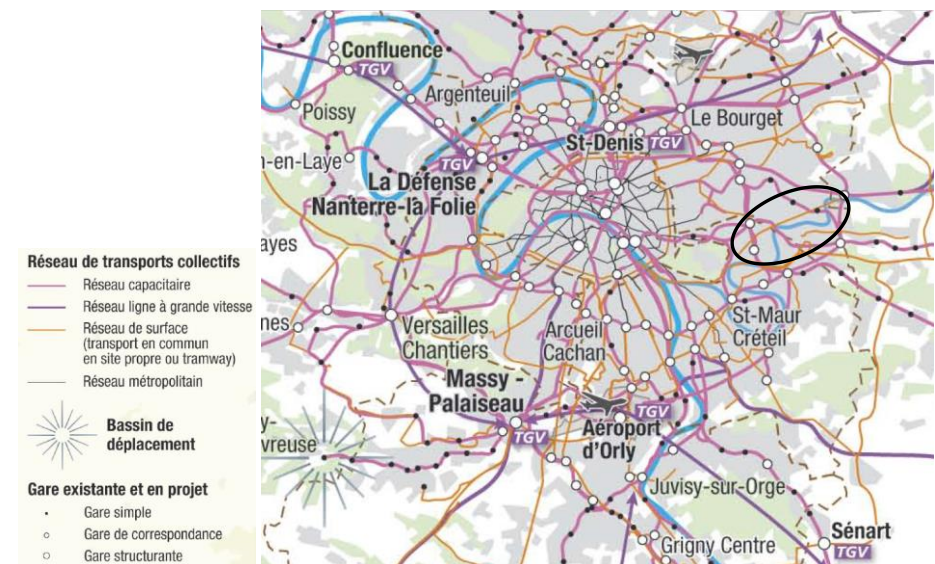 Réseau de transports collectifs
Réseau capacitaire
Réseau ligne à grande vitesse
Réseau de surface
(transport en commun
en site propre ou tramway)
Réseau métropolitain
Bassin de
déplacement
Gare existante et en projet
Gare simple
Gare de correspondance
Gare structurante
Confluence
TGV
Poissy
Argenteuil
Le Bourget
St-Denis TGV
n-en-Laye
TGV
La Défense
Nanterre-la Folie
ayes
nes
Versailles
Chantiers
Arcueil
Cachan
St-Maur
Créteil
Massy -
Palaiseau
TGV
TGV
Aéroport
d'Orly
y-
vreuse
Juvisy-sur-Orge
Grigny Centre
Sénart
TGV